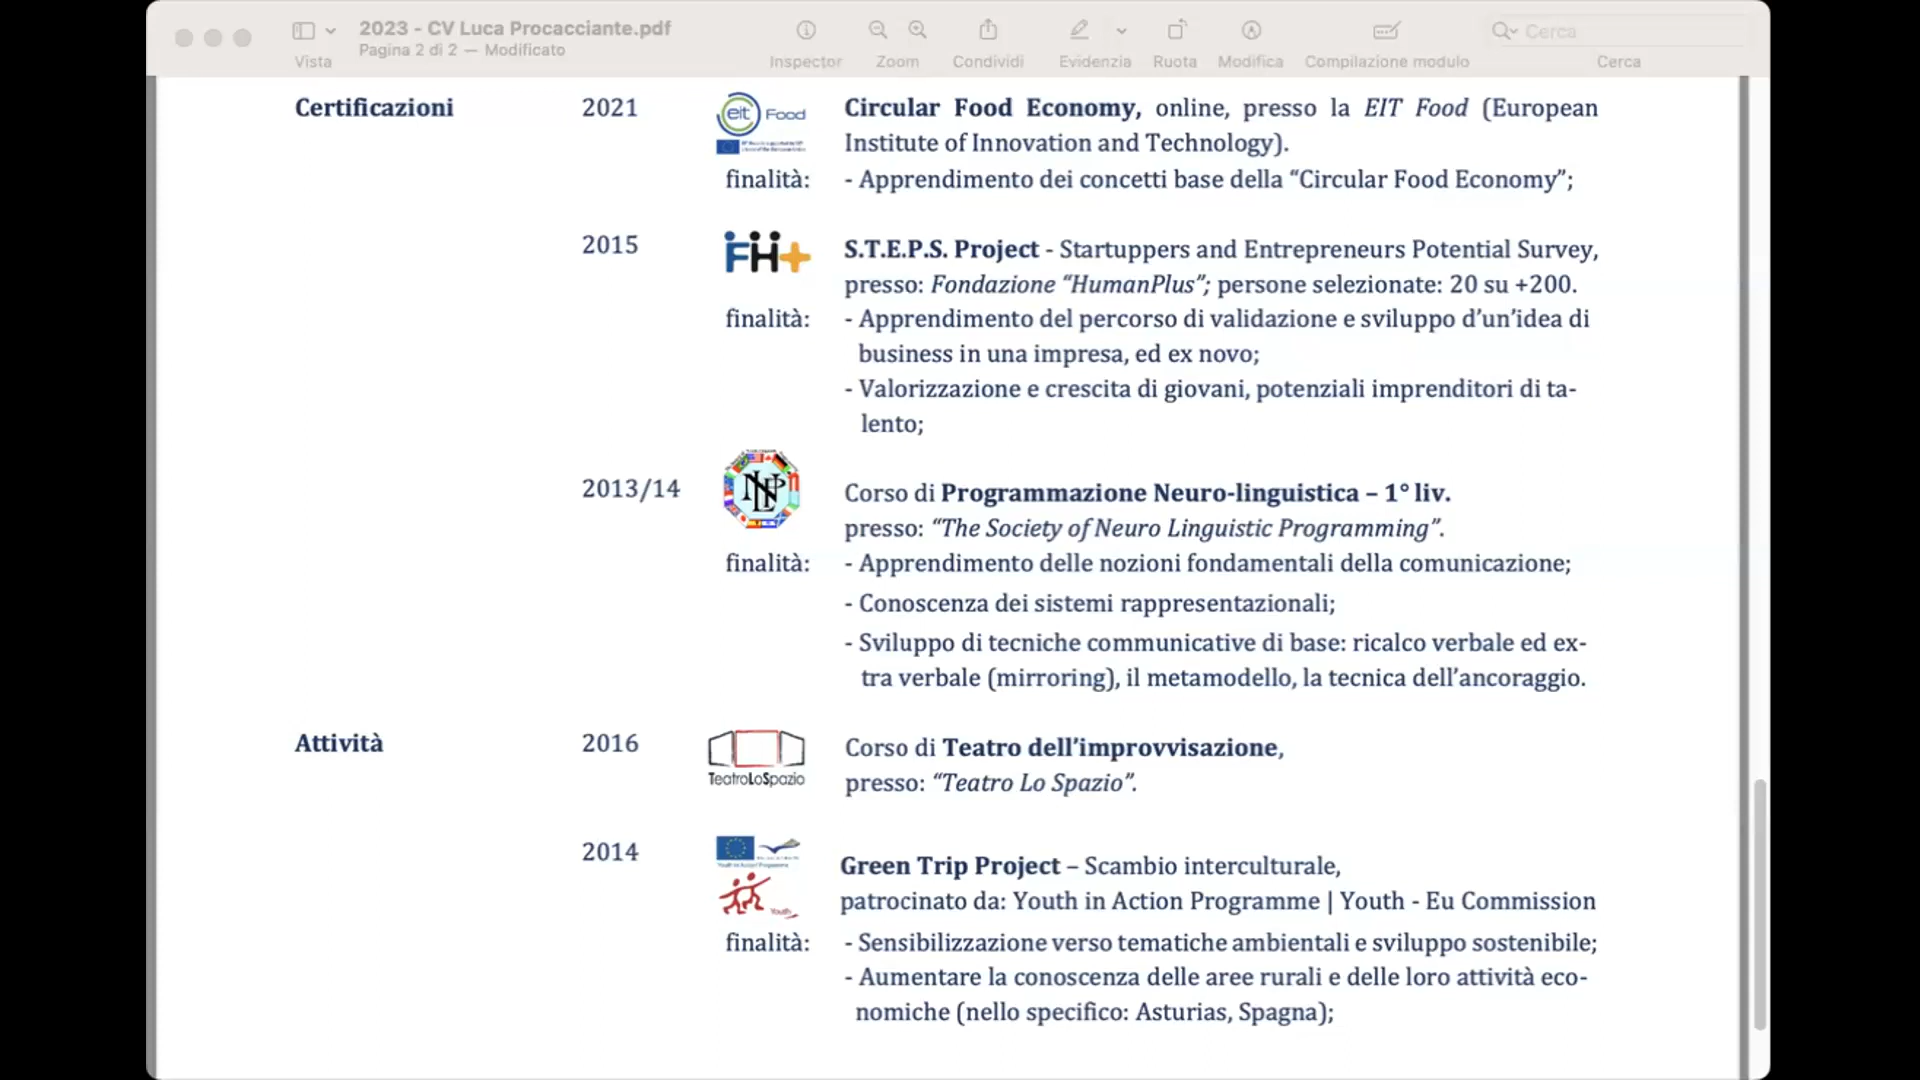 2023 - CV Luca Procacciante.pdf
Pagina 2 di 2 — Modificato
Vista
Inspector
Zoom
Condividi
Evidenzia
Ruota
Modifica
Compilazione modulo
Cerca
Cerca
Certificazioni
2021
eit Food
Circular Food Economy, online, presso la EIT Food (European
Institute of Innovation and Technology).
finalità:
- Apprendimento dei concetti base della “Circular Food Economy”;
2015
FH+
S.T.E.P.S. Project - Startuppers and Entrepreneurs Potential Survey,
presso: Fondazione “HumanPlus”; persone selezionate: 20 su +200.
finalità:
- Apprendimento del percorso di validazione e sviluppo d’un’idea di
business in una impresa, ed ex novo;
- Valorizzazione e crescita di giovani, potenziali imprenditori di ta-
lento;
2013/14
NLP
Corso di Programmazione Neuro-linguistica – 1° liv.
presso: “The Society of Neuro Linguistic Programming”.
finalità:
- Apprendimento delle nozioni fondamentali della comunicazione;
- Conoscenza dei sistemi rappresentazionali;
- Sviluppo di tecniche communicative di base: ricalco verbale ed ex-
tra verbale (mirroring), il metamodello, la tecnica dell’ancoraggio.
Attività
2016
TeatroLoSpazio
Corso di Teatro dell’improvvisazione,
presso: “Teatro Lo Spazio”.
2014
Youth
Green Trip Project – Scambio interculturale,
patrocinato da: Youth in Action Programme | Youth - Eu Commission
finalità:
- Sensibilizzazione verso tematiche ambientali e sviluppo sostenibile;
- Aumentare la conoscenza delle aree rurali e delle loro attività eco-
nomiche (nello specifico: Asturias, Spagna);